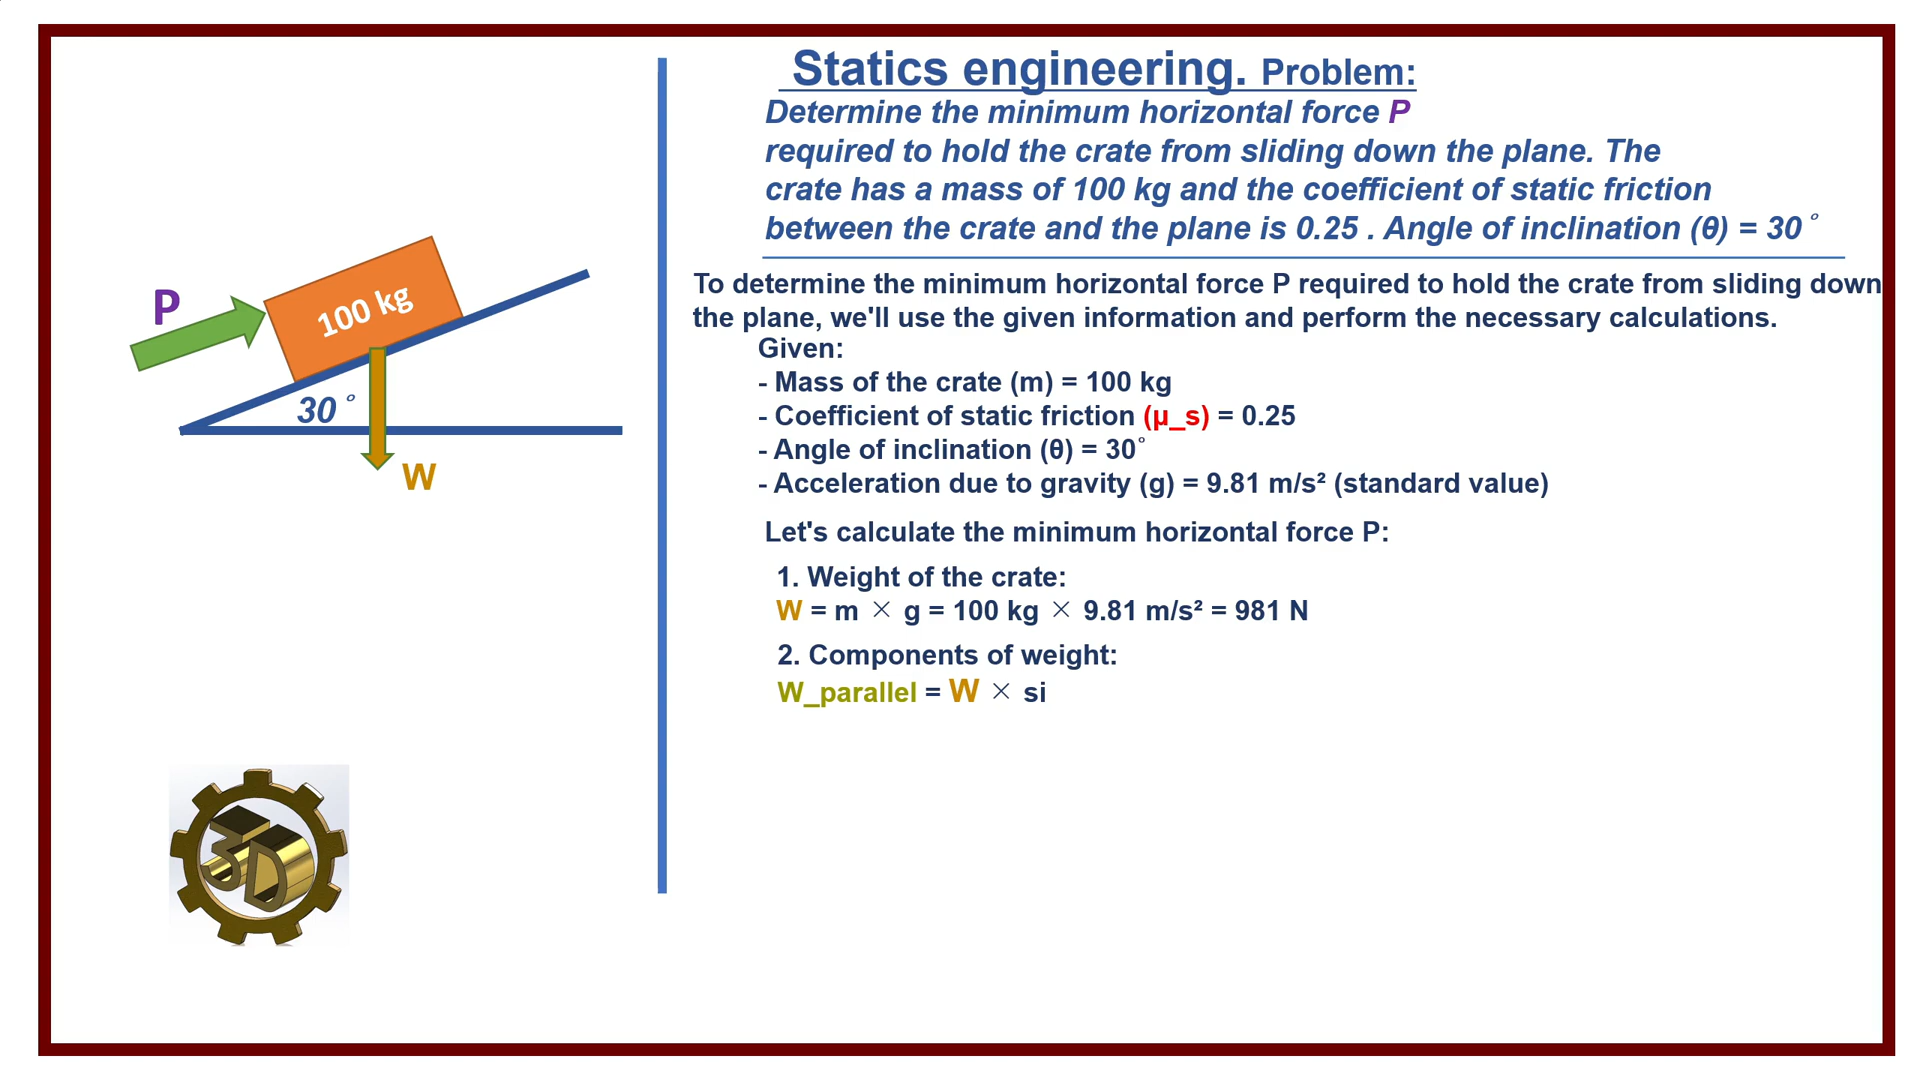 Statics engineering. Problem:
Determine the minimum horizontal force P
required to hold the crate from sliding down the plane. The
crate has a mass of 100 kg and the coefficient of static friction
between the crate and the plane is 0.25 . Angle of inclination (θ) = 30˚
To determine the minimum horizontal force P required to hold the crate from sliding down
the plane, we'll use the given information and perform the necessary calculations.
Given:
- Mass of the crate (m) = 100 kg
- Coefficient of static friction (μ_s) = 0.25
- Angle of inclination (θ) = 30˚
- Acceleration due to gravity (g) = 9.81 m/s² (standard value)
Let's calculate the minimum horizontal force P:
1. Weight of the crate:
W = m × g = 100 kg × 9.81 m/s² = 981 N
2. Components of weight:
W_parallel = W × si
P
100 kg
30˚
W
3D